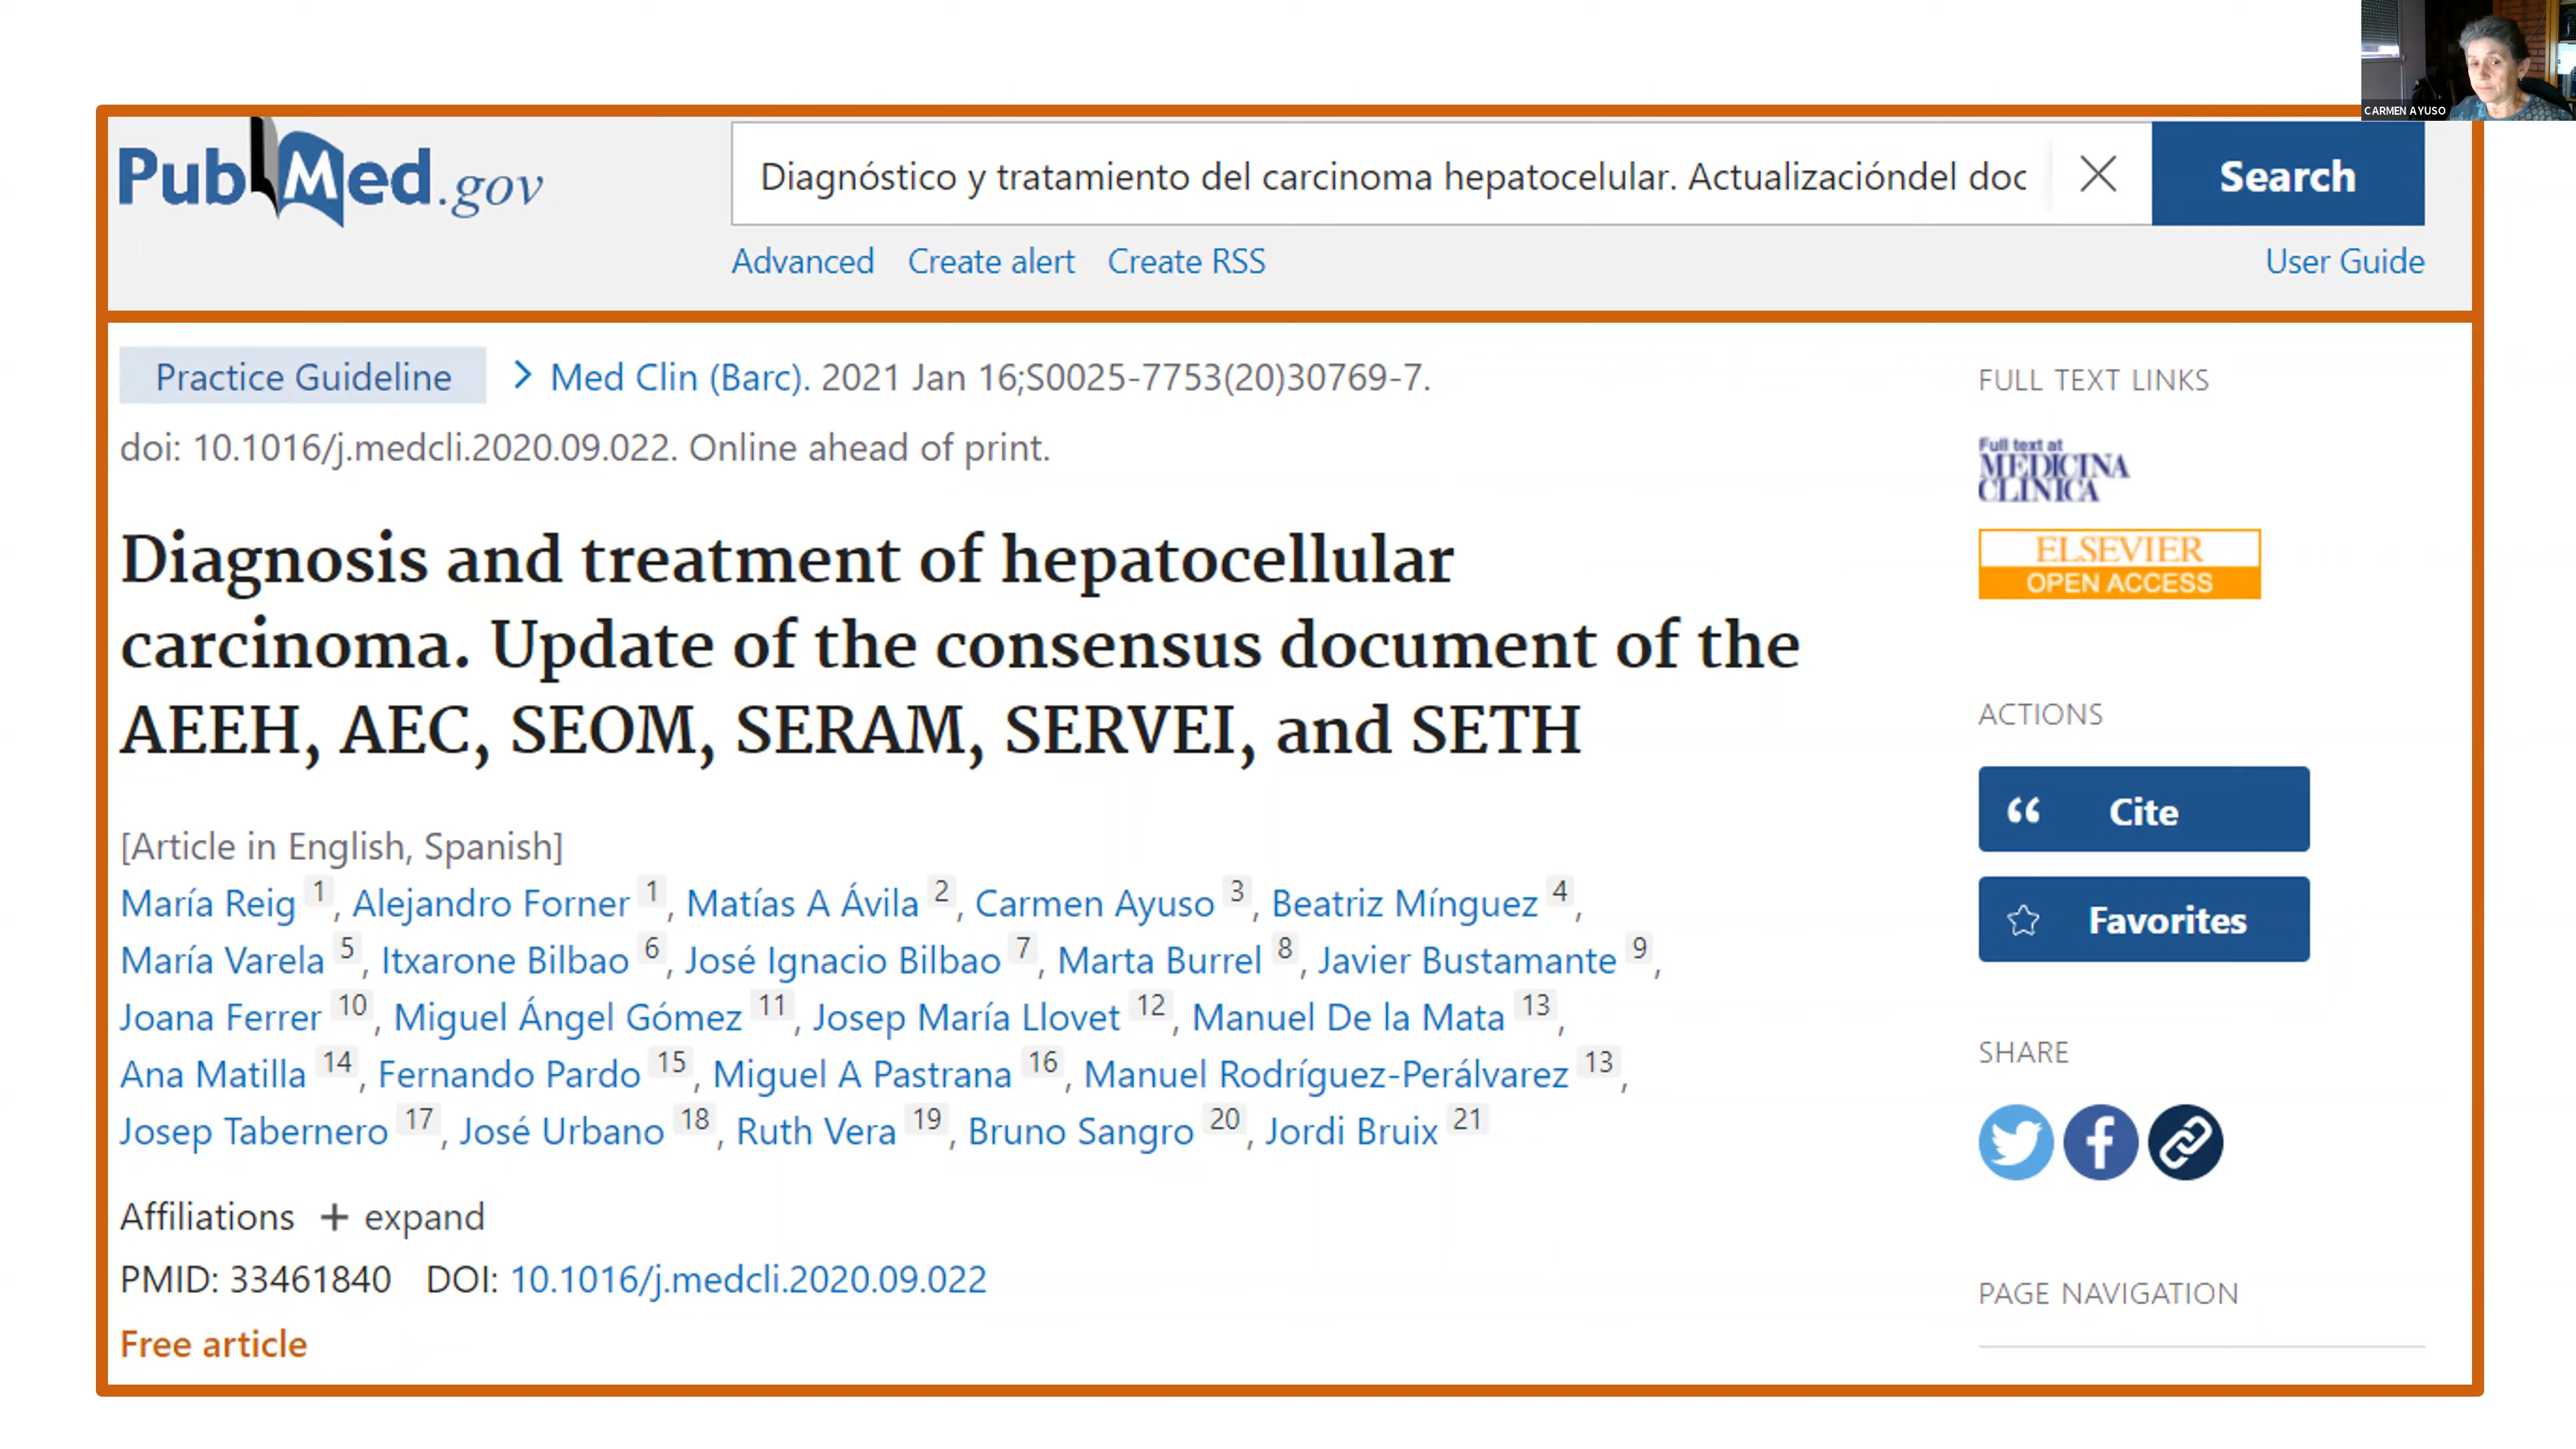 CARMEN AYUSO
PubMed.gov
Diagnóstico y tratamiento del carcinoma hepatocelular. Actualizacióndel doc
Search
Advanced Create alert Create RSS
User Guide
Practice Guideline > Med Clin (Barc). 2021 Jan 16;S0025-7753(20)30769-7.
doi: 10.1016/j.medcli.2020.09.022. Online ahead of print.
Diagnosis and treatment of hepatocellular
carcinoma. Update of the consensus document of the
AEEH, AEC, SEOM, SERAM, SERVEI, and SETH
[Article in English, Spanish]
María Reig 1, Alejandro Forner 1, Matías A Ávila 2, Carmen Ayuso 3, Beatriz Mínguez 4,
María Varela 5, Itxarone Bilbao 6, José Ignacio Bilbao 7, Marta Burrel 8, Javier Bustamante 9,
Joana Ferrer 10, Miguel Ángel Gómez 11, Josep María Llovet 12, Manuel De la Mata 13,
Ana Matilla 14, Fernando Pardo 15, Miguel A Pastrana 16, Manuel Rodríguez-Perálvarez 13,
Josep Tabernero 17, José Urbano 18, Ruth Vera 19, Bruno Sangro 20, Jordi Bruix 21
Affiliations + expand
PMID: 33461840 DOI: 10.1016/j.medcli.2020.09.022
Free article
FULL TEXT LINKS
Full text at
MEDICINA
CLINICA
ELSEVIER
OPEN ACCESS
ACTIONS
Cite
Favorites
SHARE
PAGE NAVIGATION